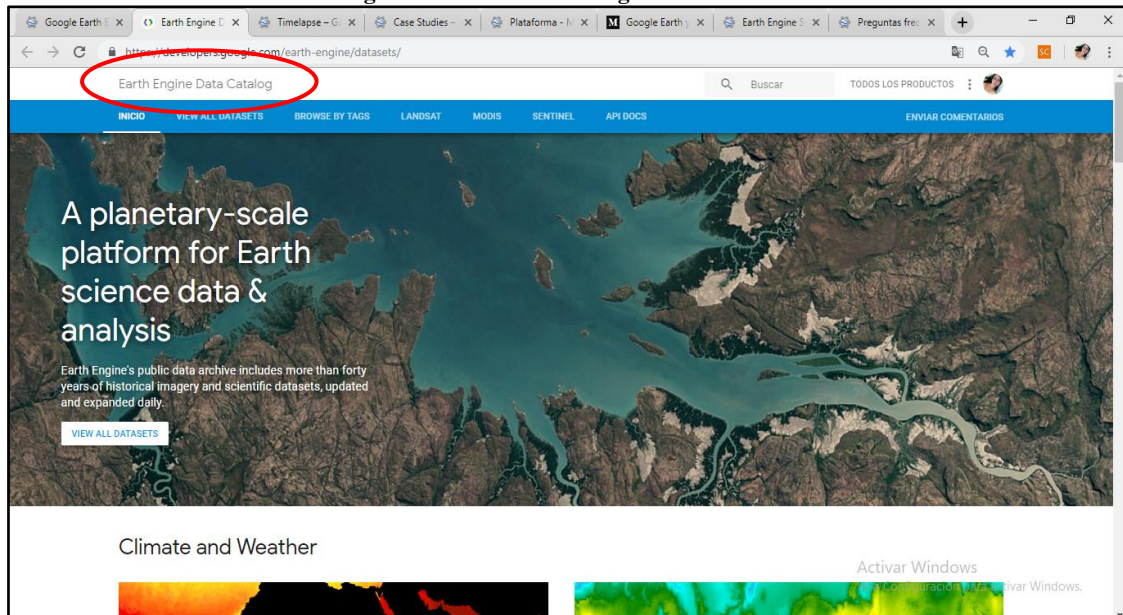 Google Earth E
Earth Engine D
Timelapse – G
Case Studies –
Plataforma -
Google Earth y
Earth Engine S
Preguntas frec
https://developers.google.com/earth-engine/datasets/
SC
Earth Engine Data Catalog
Buscar
TODOS LOS PRODUCTOS
INICIO VIEW ALL DATASETS BROWSE BY TAGS LANDSAT MODIS SENTINEL API DOCS ENVIAR COMENTARIOS
A planetary-scale
platform for Earth
science data &
analysis
Earth Engine's public data archive includes more than forty
years of historical imagery and scientific datasets, updated
and expanded daily.
VIEW ALL DATASETS
Climate and Weather
Activar Windows
Configuración para activar Windows.